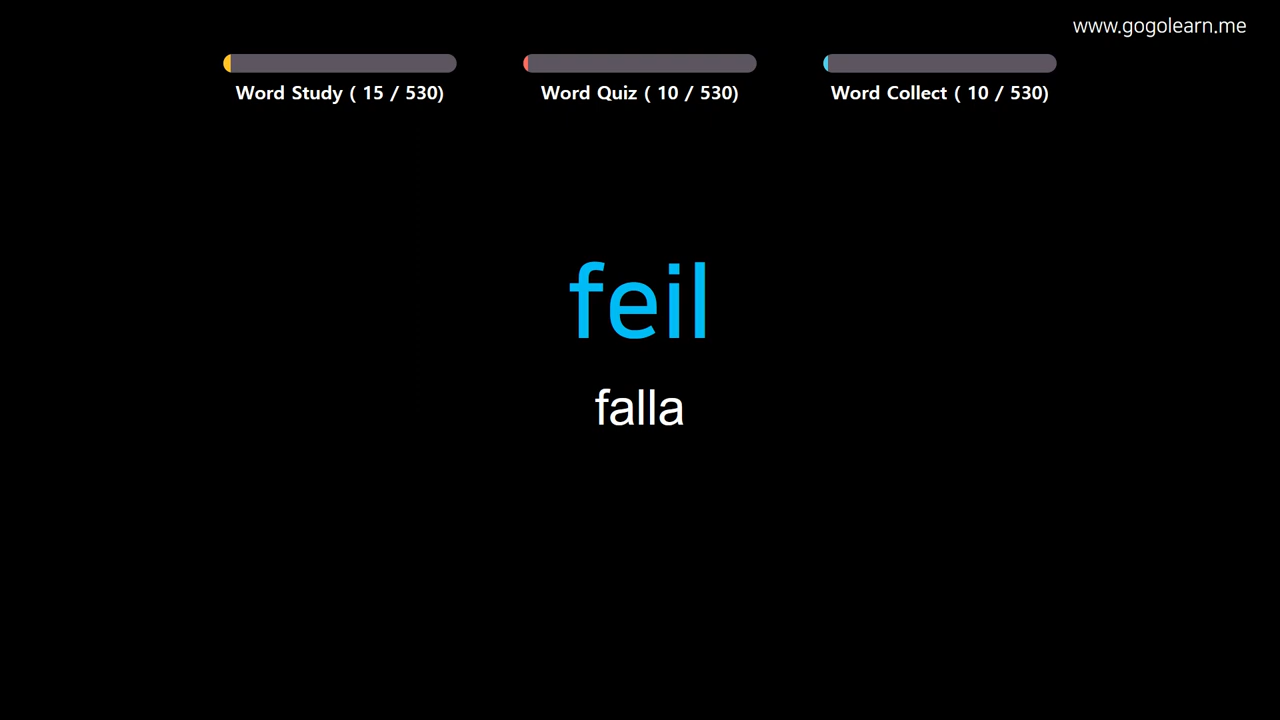 www.gogolearn.me
Word Study ( 15 / 530)
Word Quiz ( 10 / 530)
Word Collect ( 10 / 530)
feil
falla